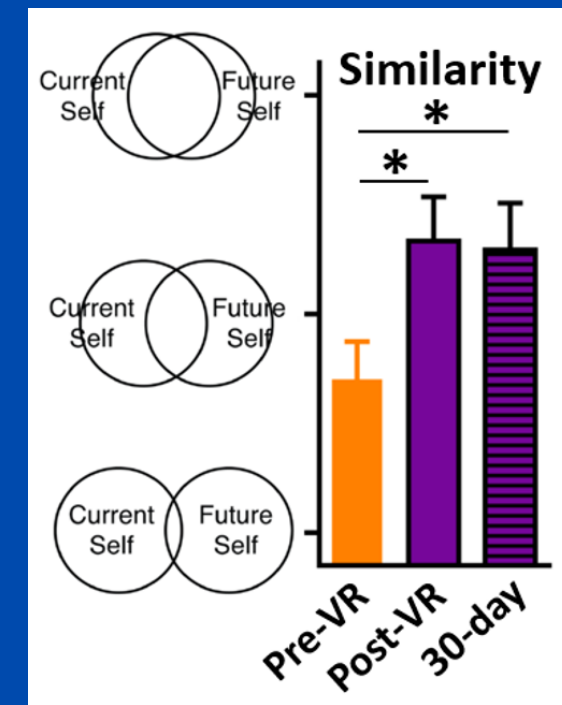 Similarity
Current Future
Self Self
*
*
Current Future
Self Self
Current Future
Self Self
Pre-VR
Post-VR
30-day